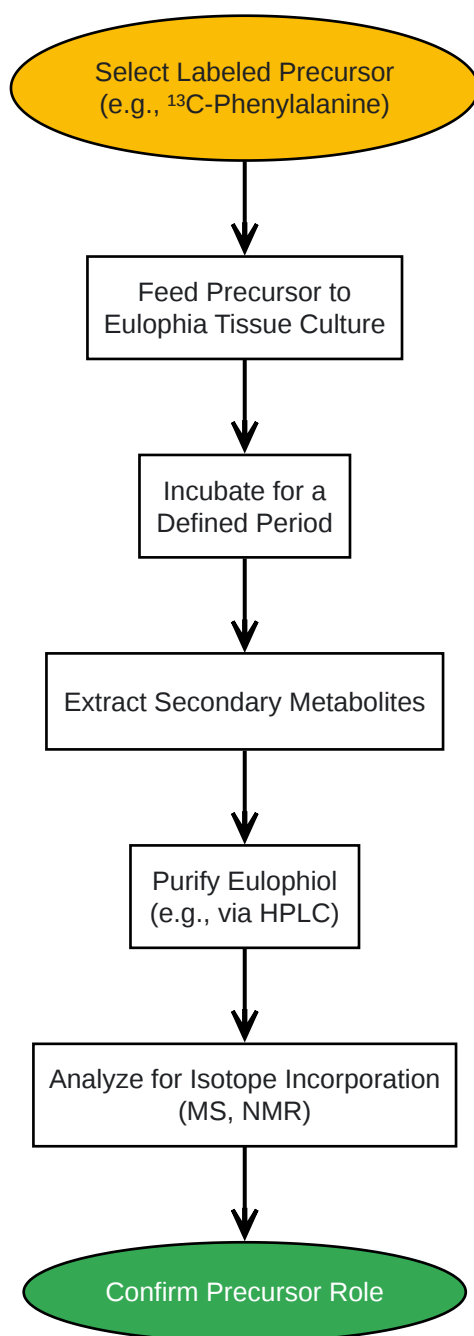 Select Labeled Precursor
(e.g., ¹³C-Phenylalanine)
Feed Precursor to
Eulophia Tissue Culture
Incubate for a
Defined Period
Extract Secondary Metabolites
Purify Eulophiol
(e.g., via HPLC)
Analyze for Isotope Incorporation
(MS, NMR)
Confirm Precursor Role